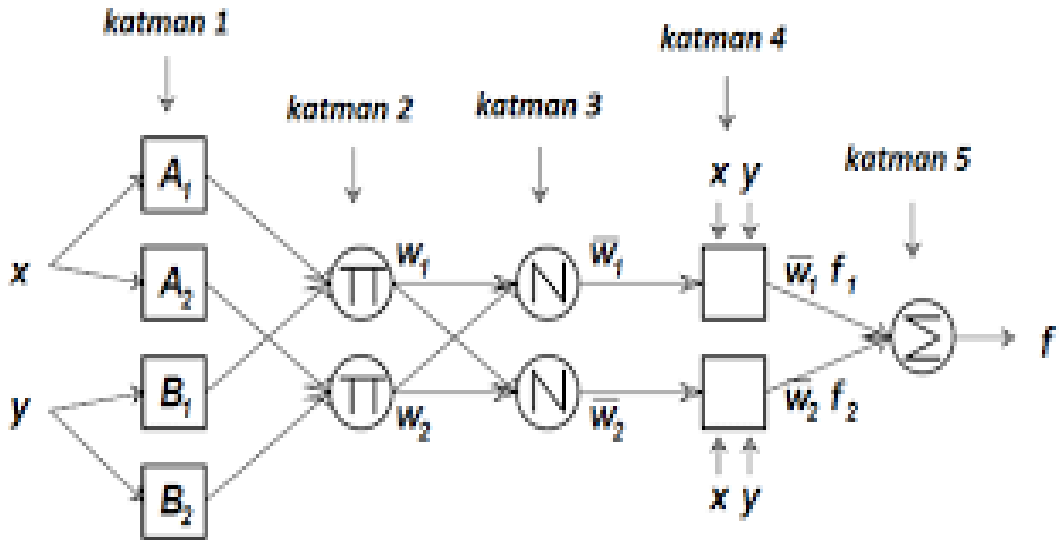 katman 1
katman 2
katman 3
katman 4
katman 5
x y
A₁
A₂
B₁
B₂
x
y
Π
Π
w₁
w₂
N
N
w̅₁
w̅₂
w̅₁ f₁
w̅₂ f₂
x y
Σ
f